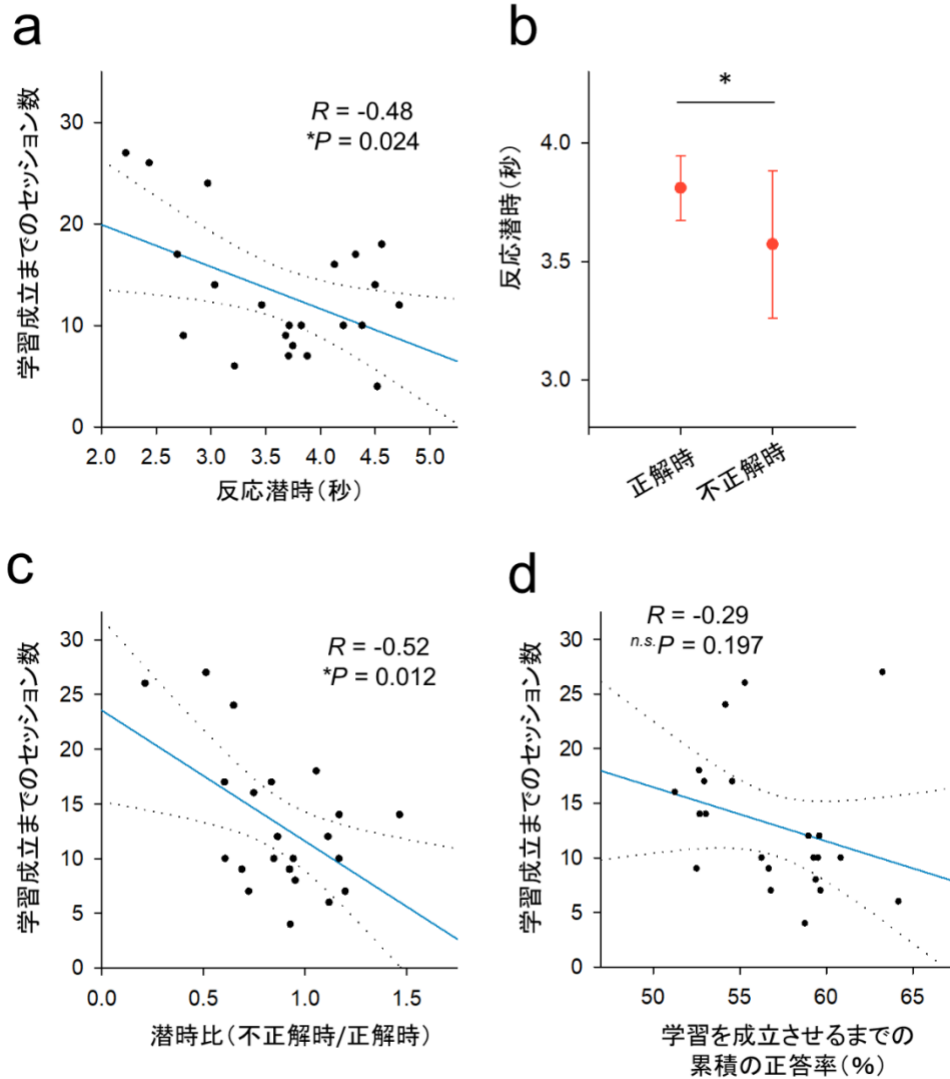 a
学習成立までのセッション数
30
20
10
0
R = -0.48
*P = 0.024
2.0 2.5 3.0 3.5 4.0 4.5 5.0
反応潜時(秒)
b
反応潜時(秒)
4.0
3.5
3.0
*
正解時 不正解時
c
学習成立までのセッション数
30
25
20
15
10
5
0
R = -0.52
*P = 0.012
0.0 0.5 1.0 1.5
潜時比(不正解時/正解時)
d
学習成立までのセッション数
30
25
20
15
10
5
0
R = -0.29
n.s.P = 0.197
50 55 60 65
学習を成立させるまでの
累積の正答率(%)